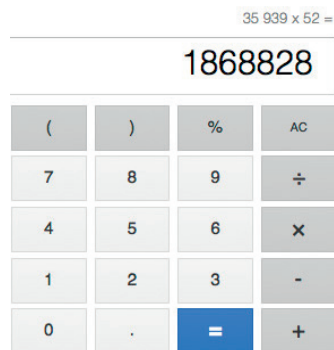 35 939 x 52 =
1868828
( ) % AC
7 8 9 ÷
4 5 6 ×
1 2 3 -
0 . = +